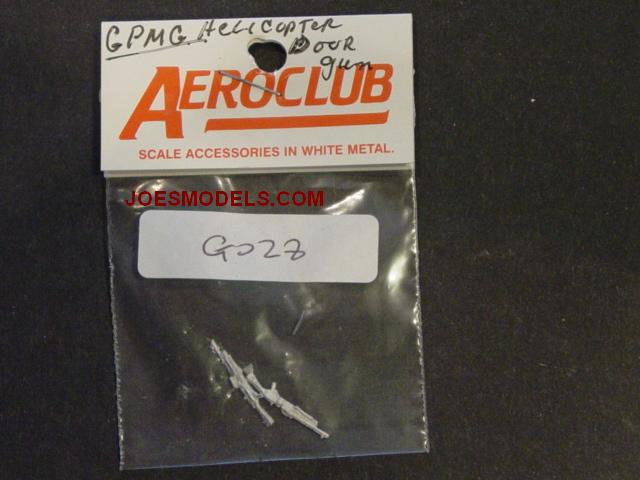 GPMG HELICOPTER
DOOR
gun
AEROCLUB
SCALE ACCESSORIES IN WHITE METAL.
JOESMODELS.COM
G028